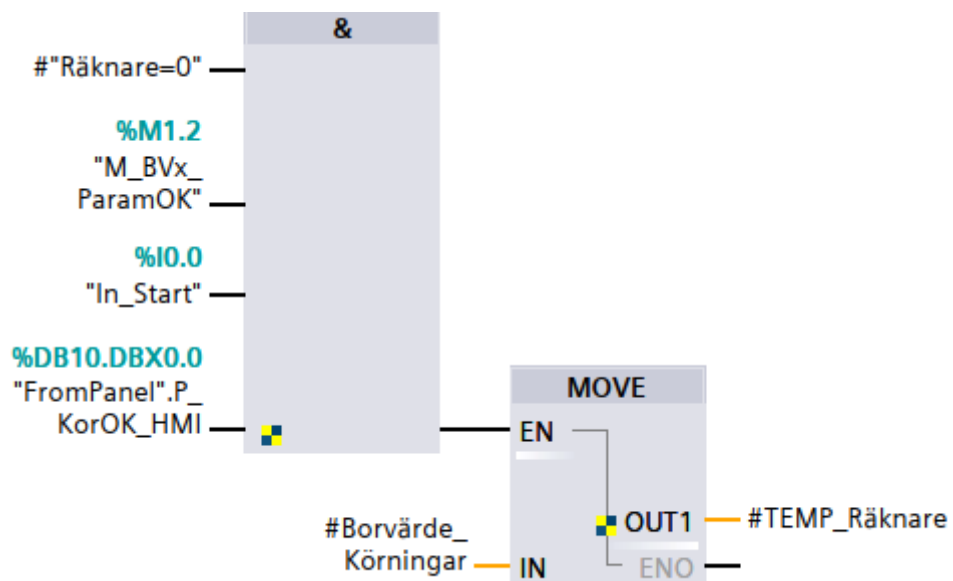 &
#"Räknare=0"
%M1.2
"M_BVx_
ParamOK"
%I0.0
"In_Start"
%DB10.DBX0.0
"FromPanel".P_
KorOK_HMI
MOVE
EN
#Borvärde_
Körningar
IN
OUT1
#TEMP_Räknare
ENO